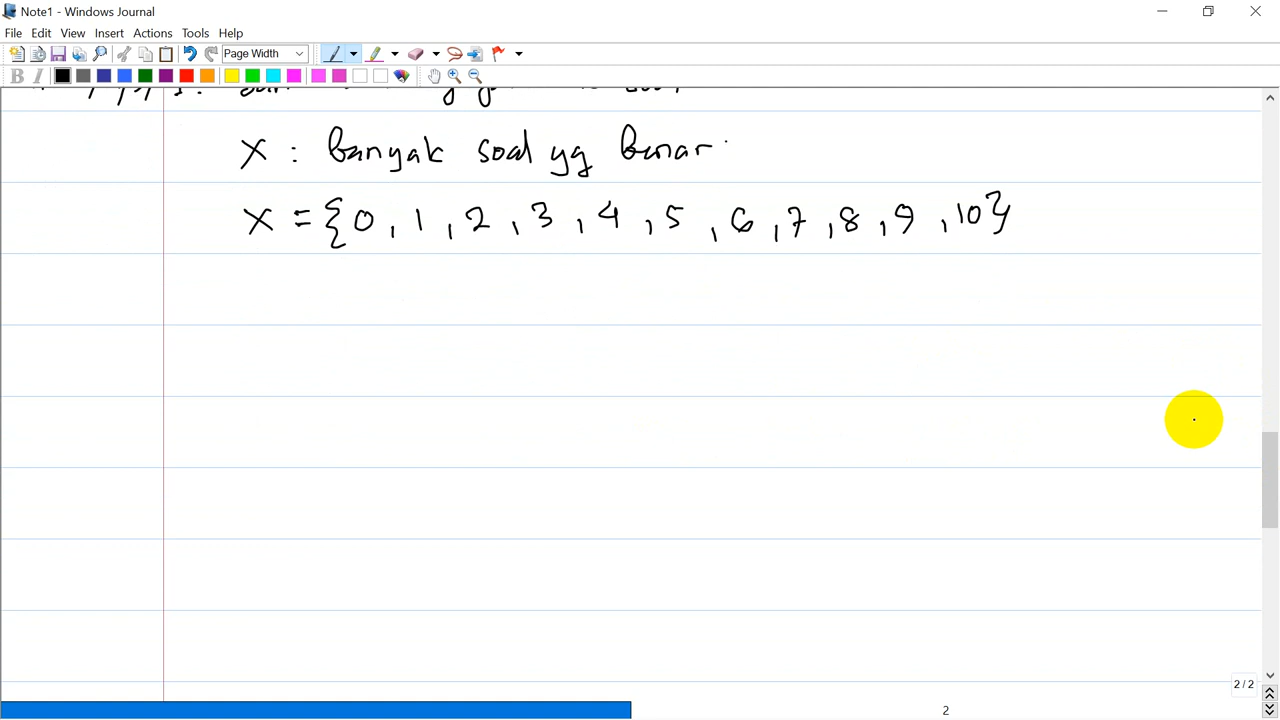 Note1 - Windows Journal
File Edit View Insert Actions Tools Help
Page Width
B I
X : banyak soal yg benar
X = {0, 1, 2, 3, 4, 5, 6, 7, 8, 9, 10}
2 / 2
2